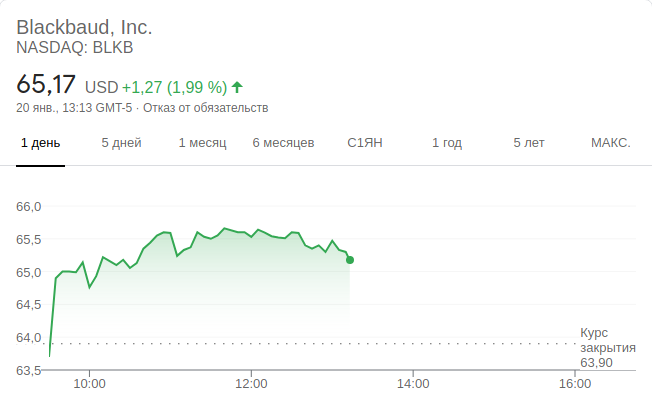 Blackbaud, Inc.
NASDAQ: BLKB
65,17 USD +1,27 (1,99 %)
20 янв., 13:13 GMT-5 · Отказ от обязательств
1 день 5 дней 1 месяц 6 месяцев С1ЯН 1 год 5 лет МАКС.
66,0
65,5
65,0
64,5
64,0
63,5
Курс
закрытия
63,90
10:00 12:00 14:00 16:00